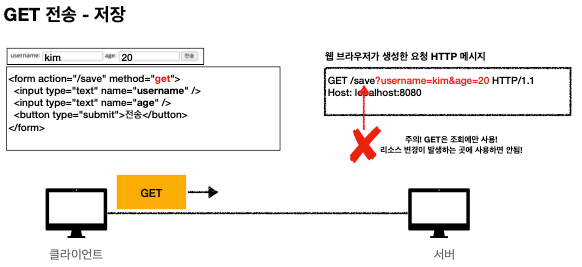 GET 전송 - 저장
username: kim age: 20 전송
<form action="/save" method="get">
<input type="text" name="username" />
<input type="text" name="age" />
<button type="submit">전송</button>
</form>
웹 브라우저가 생성한 요청 HTTP 메시지
GET /save?username=kim&age=20 HTTP/1.1
Host: localhost:8080
주의! GET은 조회에만 사용!
리소스 변경이 발생하는 곳에 사용하면 안됨!
GET
클라이언트
서버